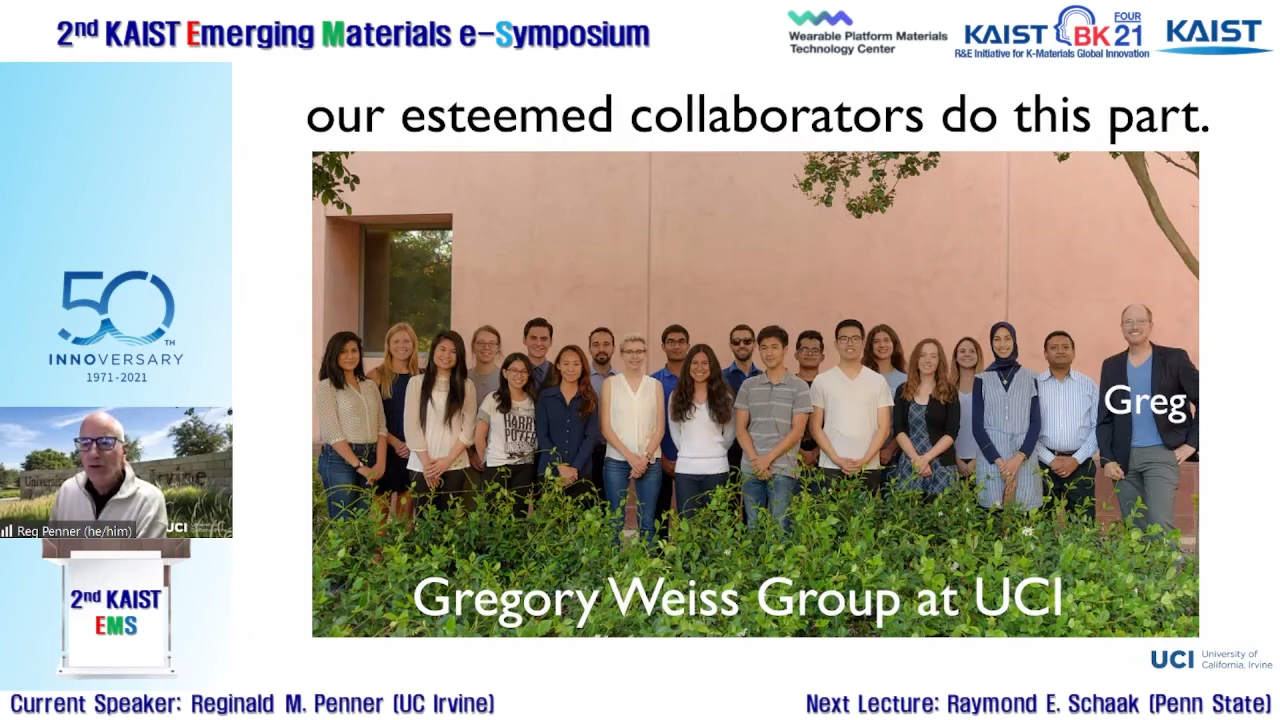 2nd KAIST Emerging Materials e-Symposium
Wearable Platform Materials
Technology Center
KAIST BK21 FOUR
R&E Initiative for K-Materials Global Innovation
KAIST
our esteemed collaborators do this part.
50 TH
INNOVERSARY
1971-2021
HARRY
POTTER
Greg
Reg Penner (he/him)
UCI
Gregory Weiss Group at UCI
2nd KAIST
EMS
UCI University of
California, Irvine
Current Speaker: Reginald M. Penner (UC Irvine)
Next Lecture: Raymond E. Schaak (Penn State)